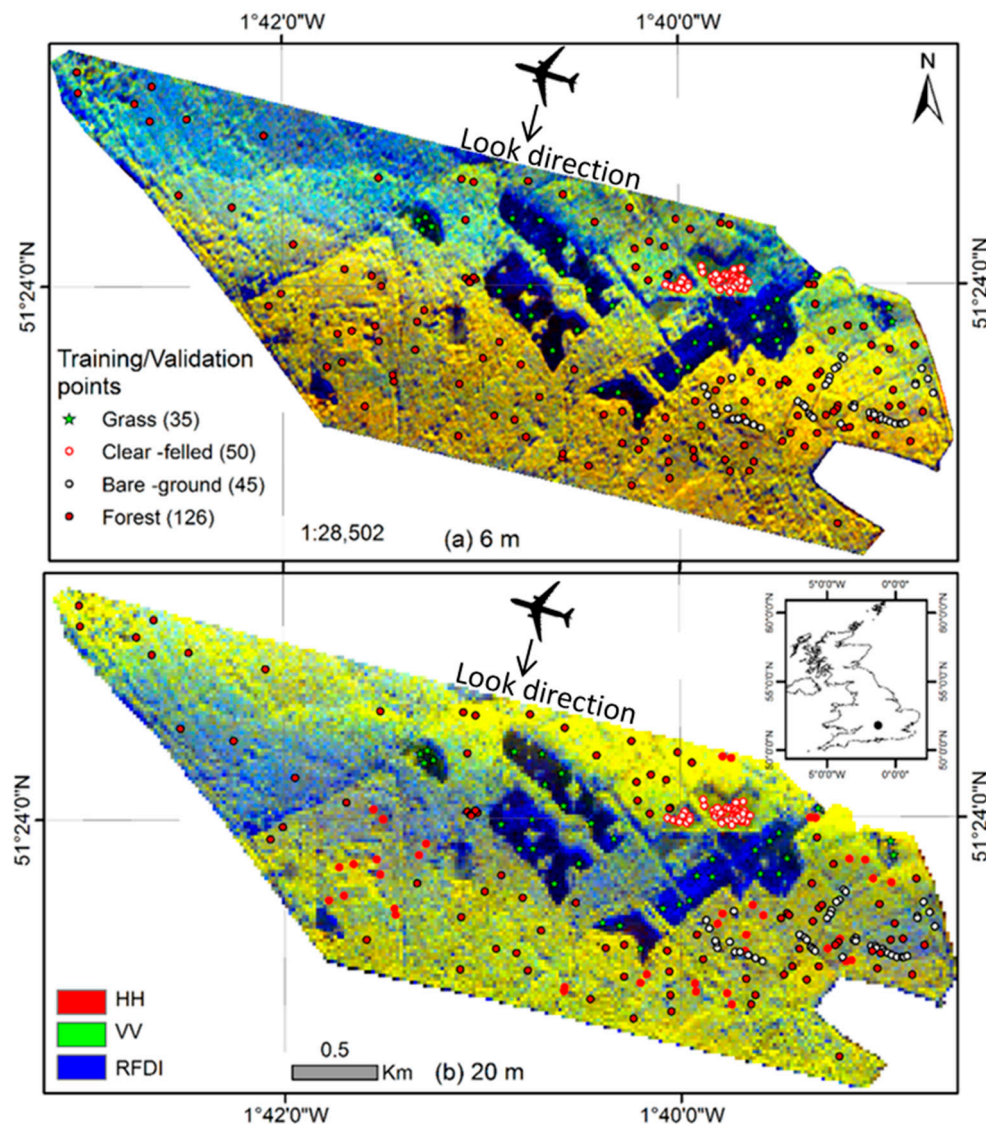 1°42'0"W
1°40'0"W
N
Look direction
51°24'0"N
51°24'0"N
Training/Validation
points
Grass (35)
Clear -felled (50)
Bare -ground (45)
Forest (126)
1:28,502
(a) 6 m
5°0'0"W
0°0'0"
60°0'0"N
60°0'0"N
55°0'0"N
55°0'0"N
50°0'0"N
50°0'0"N
5°0'0"W
0°0'0"
Look direction
51°24'0"N
51°24'0"N
HH
VV
RFDI
0.5
Km
(b) 20 m
1°42'0"W
1°40'0"W